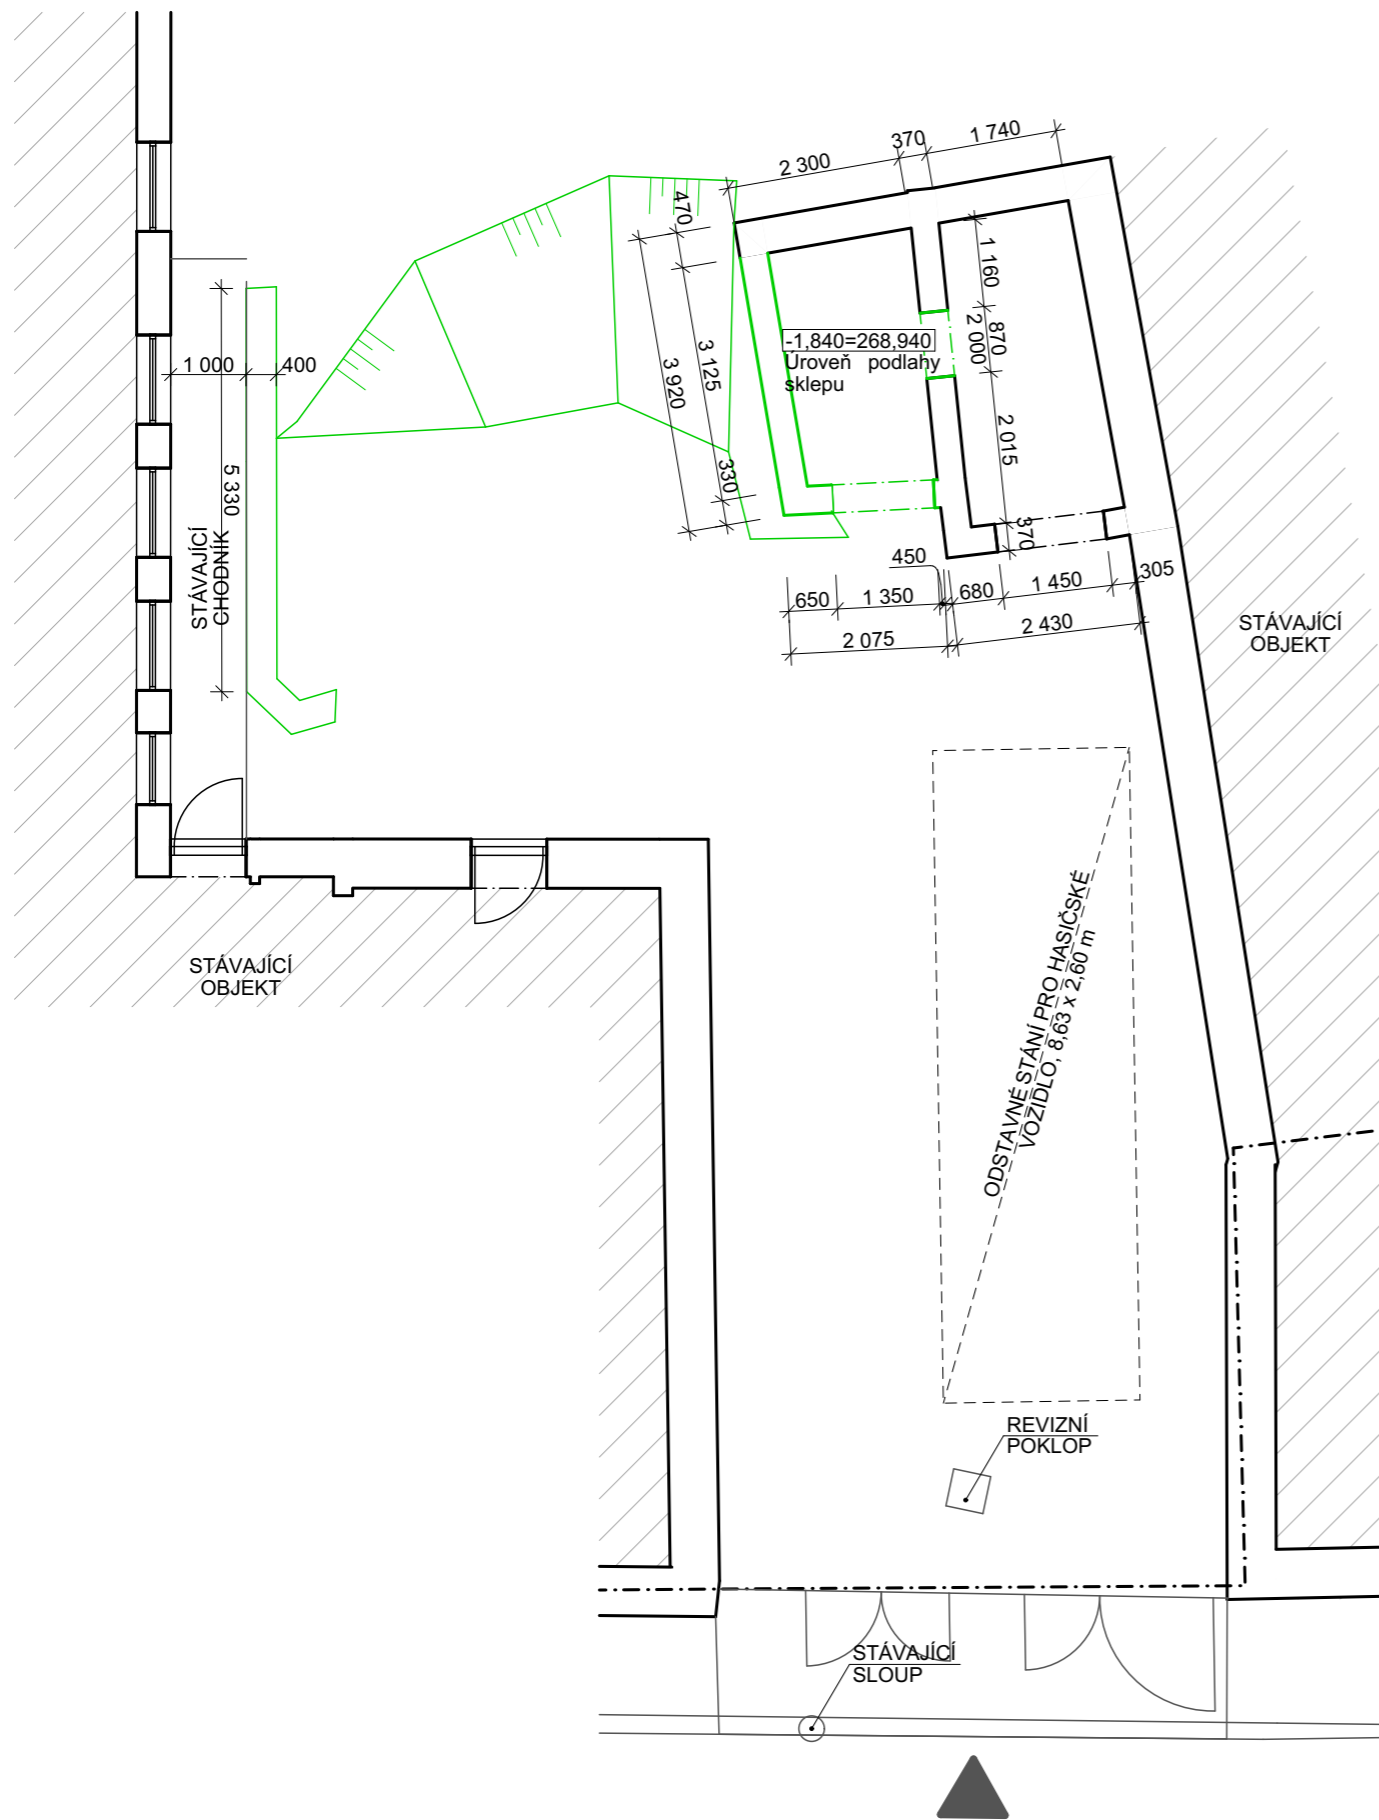 370
1 740
2 300
470
1 160
-1,840=268,940
Úroveň podlahy
sklepu
870
2 000
3 125
3 920
1 000
400
2 015
330
5 330
STÁVAJÍCÍ
CHODNÍK
370
450
305
650
1 350
680
1 450
2 075
2 430
STÁVAJÍCÍ
OBJEKT
STÁVAJÍCÍ
OBJEKT
ODSTAVNÉ STÁNÍ PRO HASIČSKÉ
VOZIDLO, 8,63 x 2,60 m
REVIZNÍ
POKLOP
STÁVAJÍCÍ
SLOUP